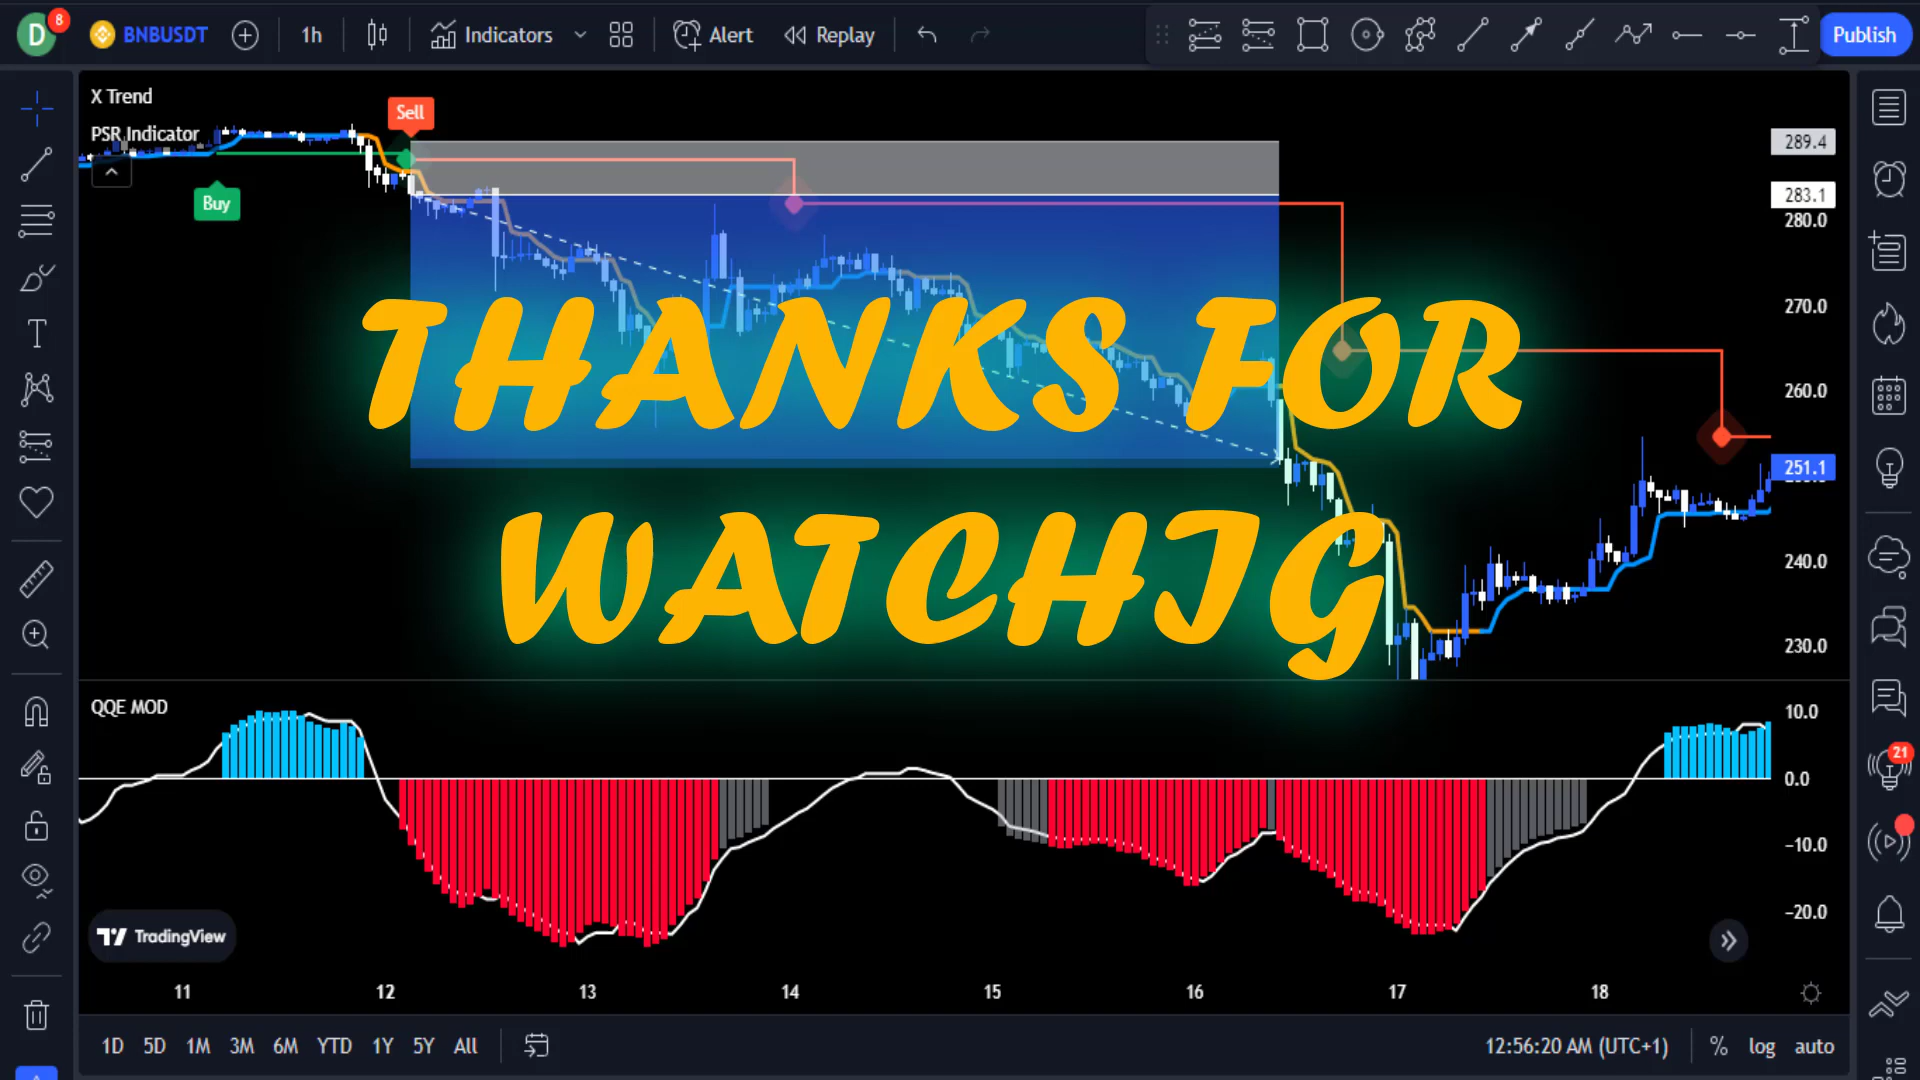 D 8 BNBUSDT 1h Indicators Alert Replay Publish
X Trend
PSR Indicator
Sell
Buy
289.4
283.1
280.0
270.0
260.0
251.1
240.0
230.0
THANKS FOR
WATCHIG
QQE MOD
10.0
0.0
-10.0
-20.0
21
TradingView
11 12 13 14 15 16 17 18
1D 5D 1M 3M 6M YTD 1Y 5Y All 12:56:20 AM (UTC+1) % log auto